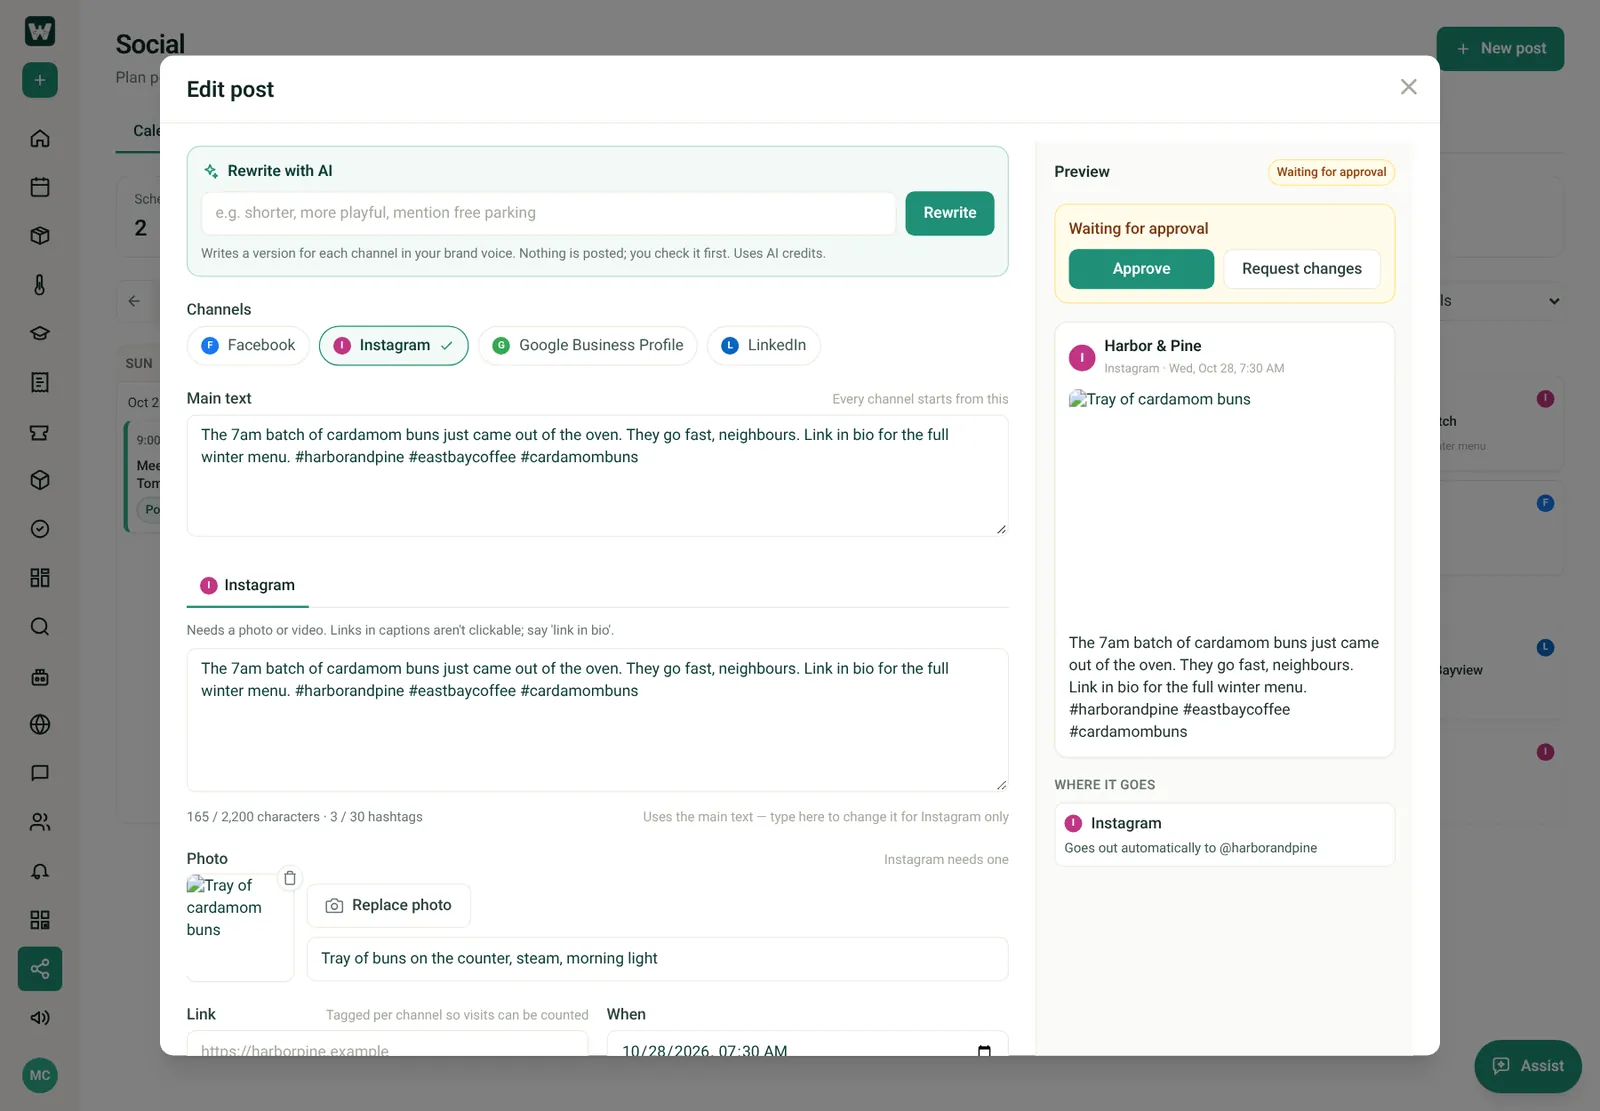 W
Social
Plan p
+ New post
Edit post
Cale
Sche
2
SUN
Oct 2
9:00
Mee
Tom
Po
Rewrite with AI
e.g. shorter, more playful, mention free parking
Rewrite
Writes a version for each channel in your brand voice. Nothing is posted; you check it first. Uses AI credits.
Channels
F Facebook
I Instagram
G Google Business Profile
L LinkedIn
Main text
Every channel starts from this
The 7am batch of cardamom buns just came out of the oven. They go fast, neighbours. Link in bio for the full
winter menu. #harborandpine #eastbaycoffee #cardamombuns
I Instagram
Needs a photo or video. Links in captions aren't clickable; say 'link in bio'.
The 7am batch of cardamom buns just came out of the oven. They go fast, neighbours. Link in bio for the full
winter menu. #harborandpine #eastbaycoffee #cardamombuns
165 / 2,200 characters · 3 / 30 hashtags
Uses the main text — type here to change it for Instagram only
Photo
Instagram needs one
Tray of
cardamom
buns
Replace photo
Tray of buns on the counter, steam, morning light
Link
Tagged per channel so visits can be counted
https://harborpine.example
When
10/28/2026, 07:30 AM
Preview
Waiting for approval
Waiting for approval
Approve
Request changes
I
Harbor & Pine
Instagram · Wed, Oct 28, 7:30 AM
Tray of cardamom buns
The 7am batch of cardamom buns just came
out of the oven. They go fast, neighbours.
Link in bio for the full winter menu.
#harborandpine #eastbaycoffee
#cardamombuns
WHERE IT GOES
I Instagram
Goes out automatically to @harborandpine
ls
I
tch
ter menu
F
L
Bayview
I
MC
Assist